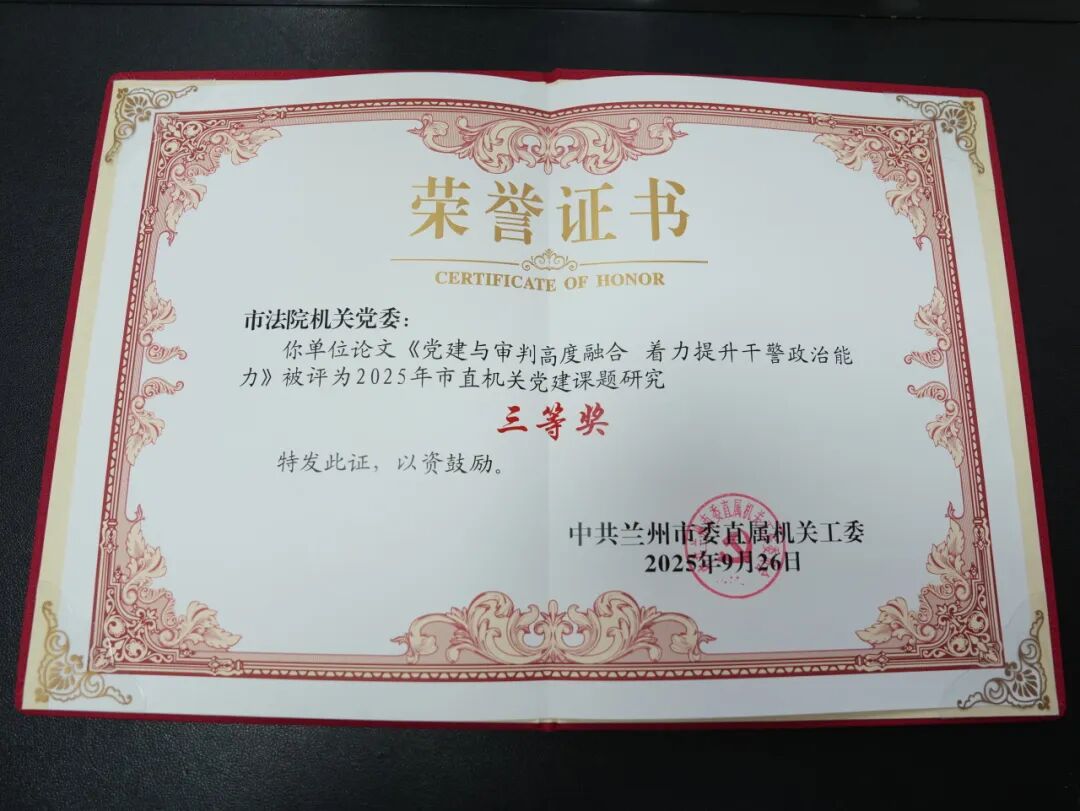 荣誉证书
CERTIFICATE OF HONOR
市法院机关党委：
你单位论文《党建与审判高度融合 着力提升干警政治能
力》被评为2025年市直机关党建课题研究
三等奖
特发此证，以资鼓励。
中共兰州市委直属机关工委
2025年9月26日